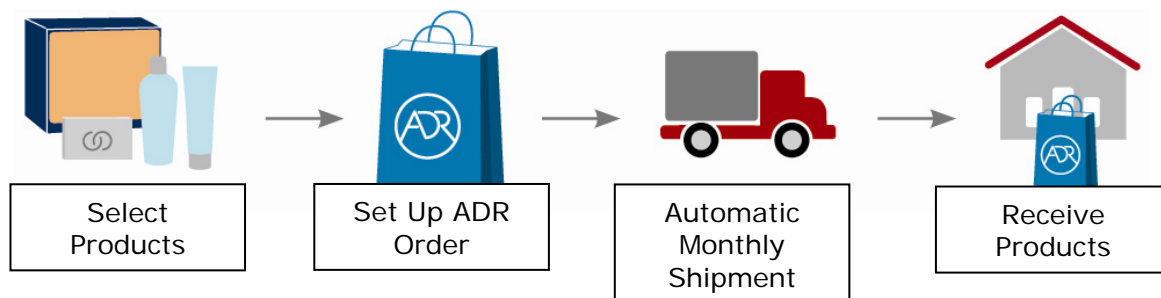 ADR
ADR
Select
Products
Set Up ADR
Order
Automatic
Monthly
Shipment
Receive
Products